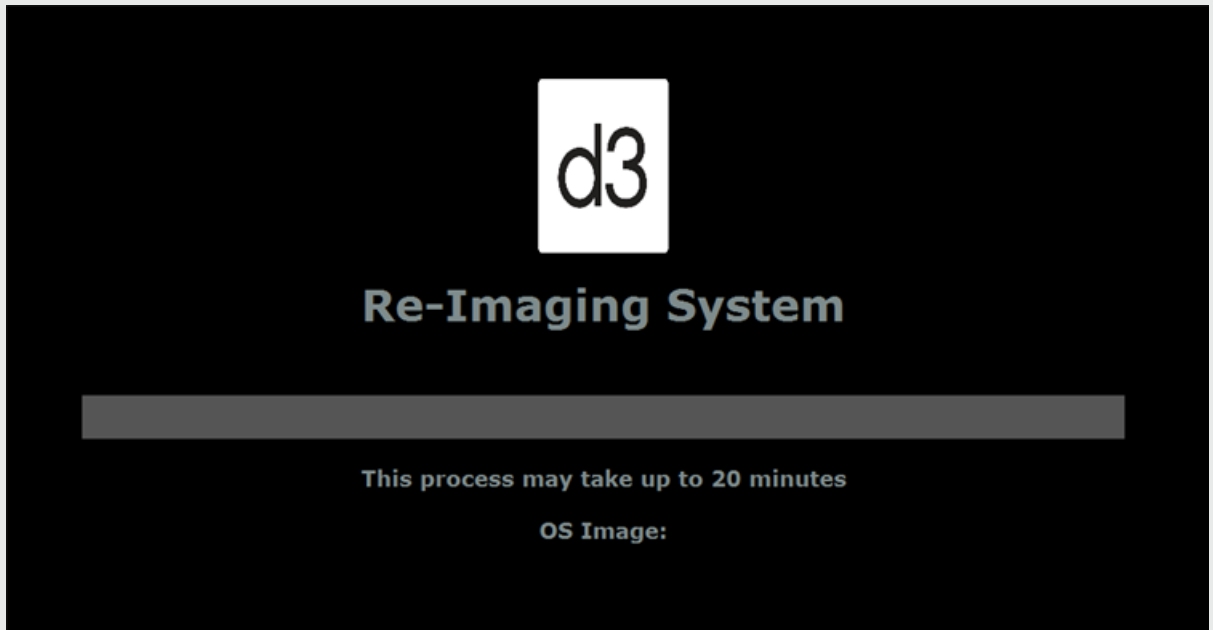 d3
Re-Imaging System
This process may take up to 20 minutes
OS Image: